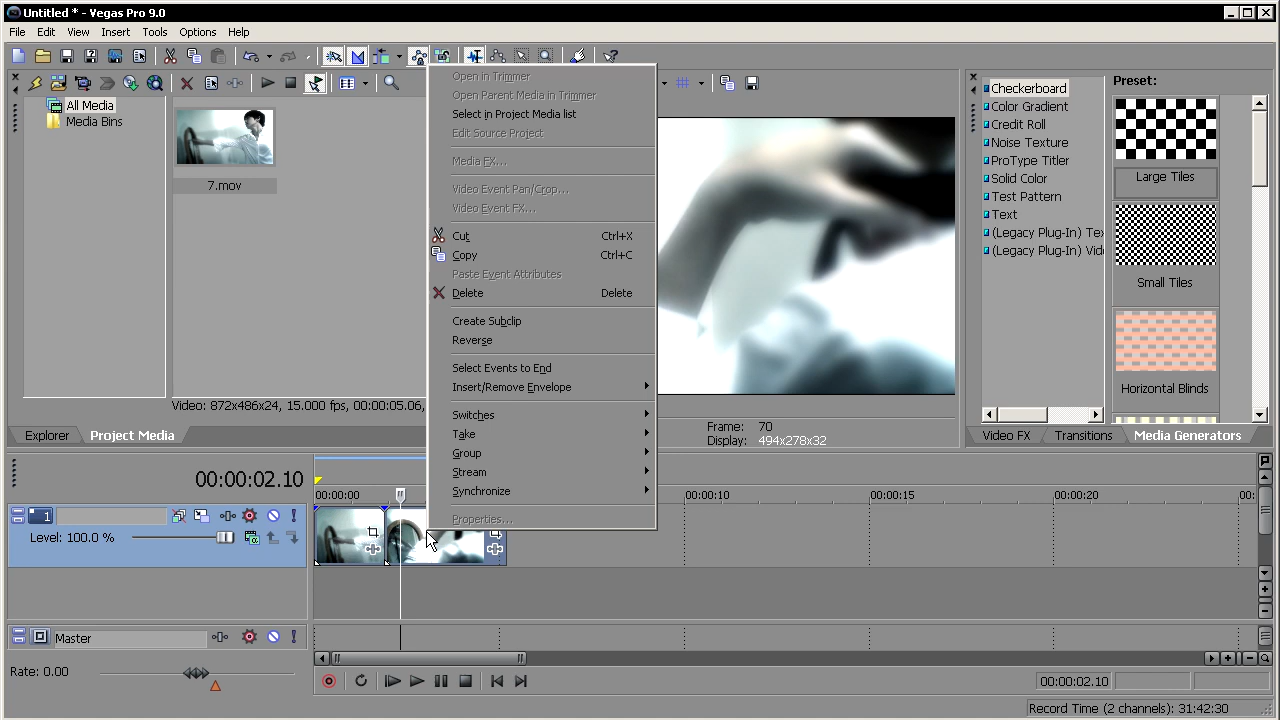 Untitled * - Vegas Pro 9.0
File Edit View Insert Tools Options Help
All Media
Media Bins
7.mov
Video: 872x486x24, 15.000 fps, 00:00:05.06,
Explorer Project Media
Open in Trimmer
Open Parent Media in Trimmer
Select in Project Media list
Edit Source Project
Media FX...
Video Event Pan/Crop...
Video Event FX...
Cut Ctrl+X
Copy Ctrl+C
Paste Event Attributes
Delete Delete
Create Subclip
Reverse
Select Events to End
Insert/Remove Envelope
Switches
Take
Group
Stream
Synchronize
Properties...
Frame: 70
Display: 494x278x32
Checkerboard
Color Gradient
Credit Roll
Noise Texture
ProType Titler
Solid Color
Test Pattern
Text
(Legacy Plug-In) Te
(Legacy Plug-In) Vid
Preset:
Large Tiles
Small Tiles
Horizontal Blinds
Video FX Transitions Media Generators
00:00:02.10
00:00:00 00:00:10 00:00:15 00:00:20 00:
1
Level: 100.0 %
Master
Rate: 0.00
00:00:02.10
Record Time (2 channels): 31:42:30